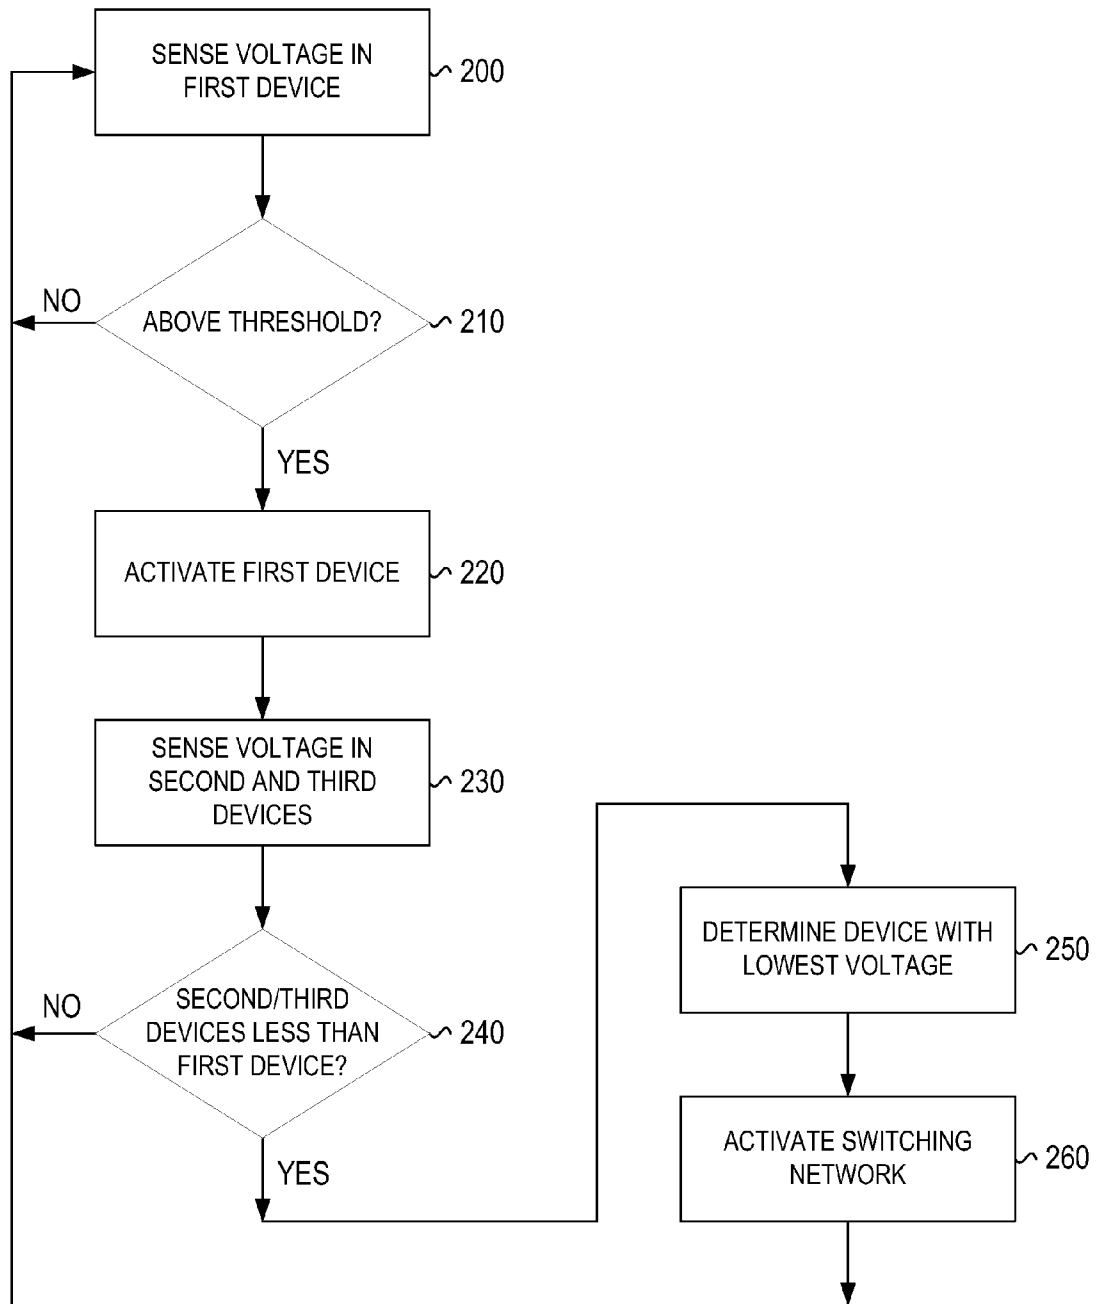 SENSE VOLTAGE IN
FIRST DEVICE
200
NO
ABOVE THRESHOLD?
210
YES
ACTIVATE FIRST DEVICE
220
SENSE VOLTAGE IN
SECOND AND THIRD
DEVICES
230
NO
SECOND/THIRD
DEVICES LESS THAN
FIRST DEVICE?
240
YES
DETERMINE DEVICE WITH
LOWEST VOLTAGE
250
ACTIVATE SWITCHING
NETWORK
260